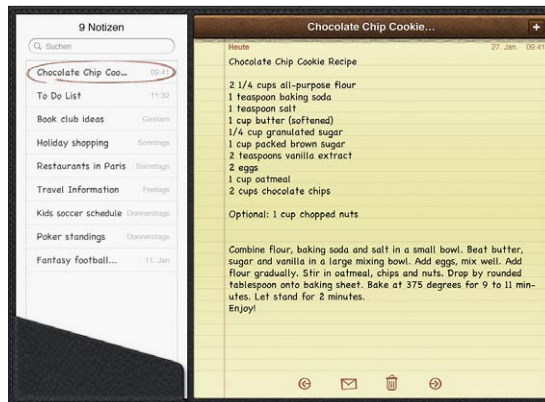 9 Notizen
Suchen
Chocolate Chip Coo... 09:41
To Do List 11:32
Book club ideas Gestern
Holiday shopping Sonntags
Restaurants in Paris Samstags
Travel Information Freitags
Kids soccer schedule Donnerstags
Poker standings Donnerstags
Fantasy football... 11. Jan
Chocolate Chip Cookie...
+
Heute 27. Jan. 09:41
Chocolate Chip Cookie Recipe
2 1/4 cups all-purpose flour
1 teaspoon baking soda
1 teaspoon salt
1 cup butter (softened)
1/4 cup granulated sugar
1 cup packed brown sugar
2 teaspoons vanilla extract
2 eggs
1 cup oatmeal
2 cups chocolate chips
Optional: 1 cup chopped nuts
Combine flour, baking soda and salt in a small bowl. Beat butter,
sugar and vanilla in a large mixing bowl. Add eggs, mix well. Add
flour gradually. Stir in oatmeal, chips and nuts. Drop by rounded
tablespoon onto baking sheet. Bake at 375 degrees for 9 to 11 min-
utes. Let stand for 2 minutes.
Enjoy!